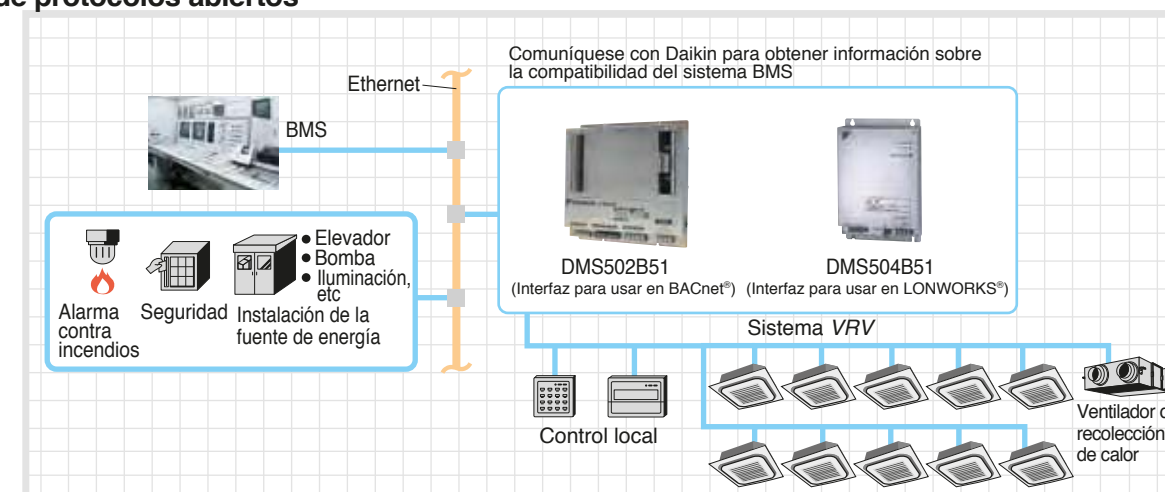 de protocolos abiertos
Comuníquese con Daikin para obtener información sobre
la compatibilidad del sistema BMS
Ethernet
BMS
DMS502B51
(Interfaz para usar en BACnet®)
DMS504B51
(Interfaz para usar en LONWORKS®)
• Elevador
• Bomba
• Iluminación,
etc
Alarma
contra
incendios
Seguridad
Instalación de la
fuente de energía
Sistema VRV
Control local
Ventilador
recolección
de calor